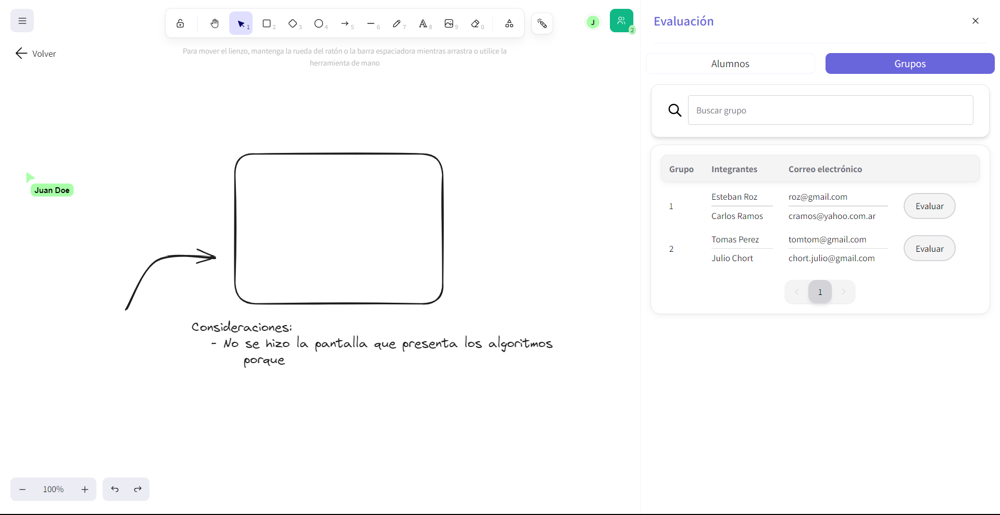 1
2
3
4
5
6
7
A 8
9
0
J
2
Volver
Para mover el lienzo, mantenga la rueda del ratón o la barra espaciadora mientras arrastra o utilice la
herramienta de mano
Juan Doe
Consideraciones:
- No se hizo la pantalla que presenta los algoritmos
porque
100%
Evaluación
Alumnos Grupos
Buscar grupo
Grupo Integrantes Correo electrónico
1
Esteban Roz roz@gmail.com
Carlos Ramos cramos@yahoo.com.ar
Evaluar
2
Tomas Perez tomtom@gmail.com
Julio Chort chort.julio@gmail.com
Evaluar
1